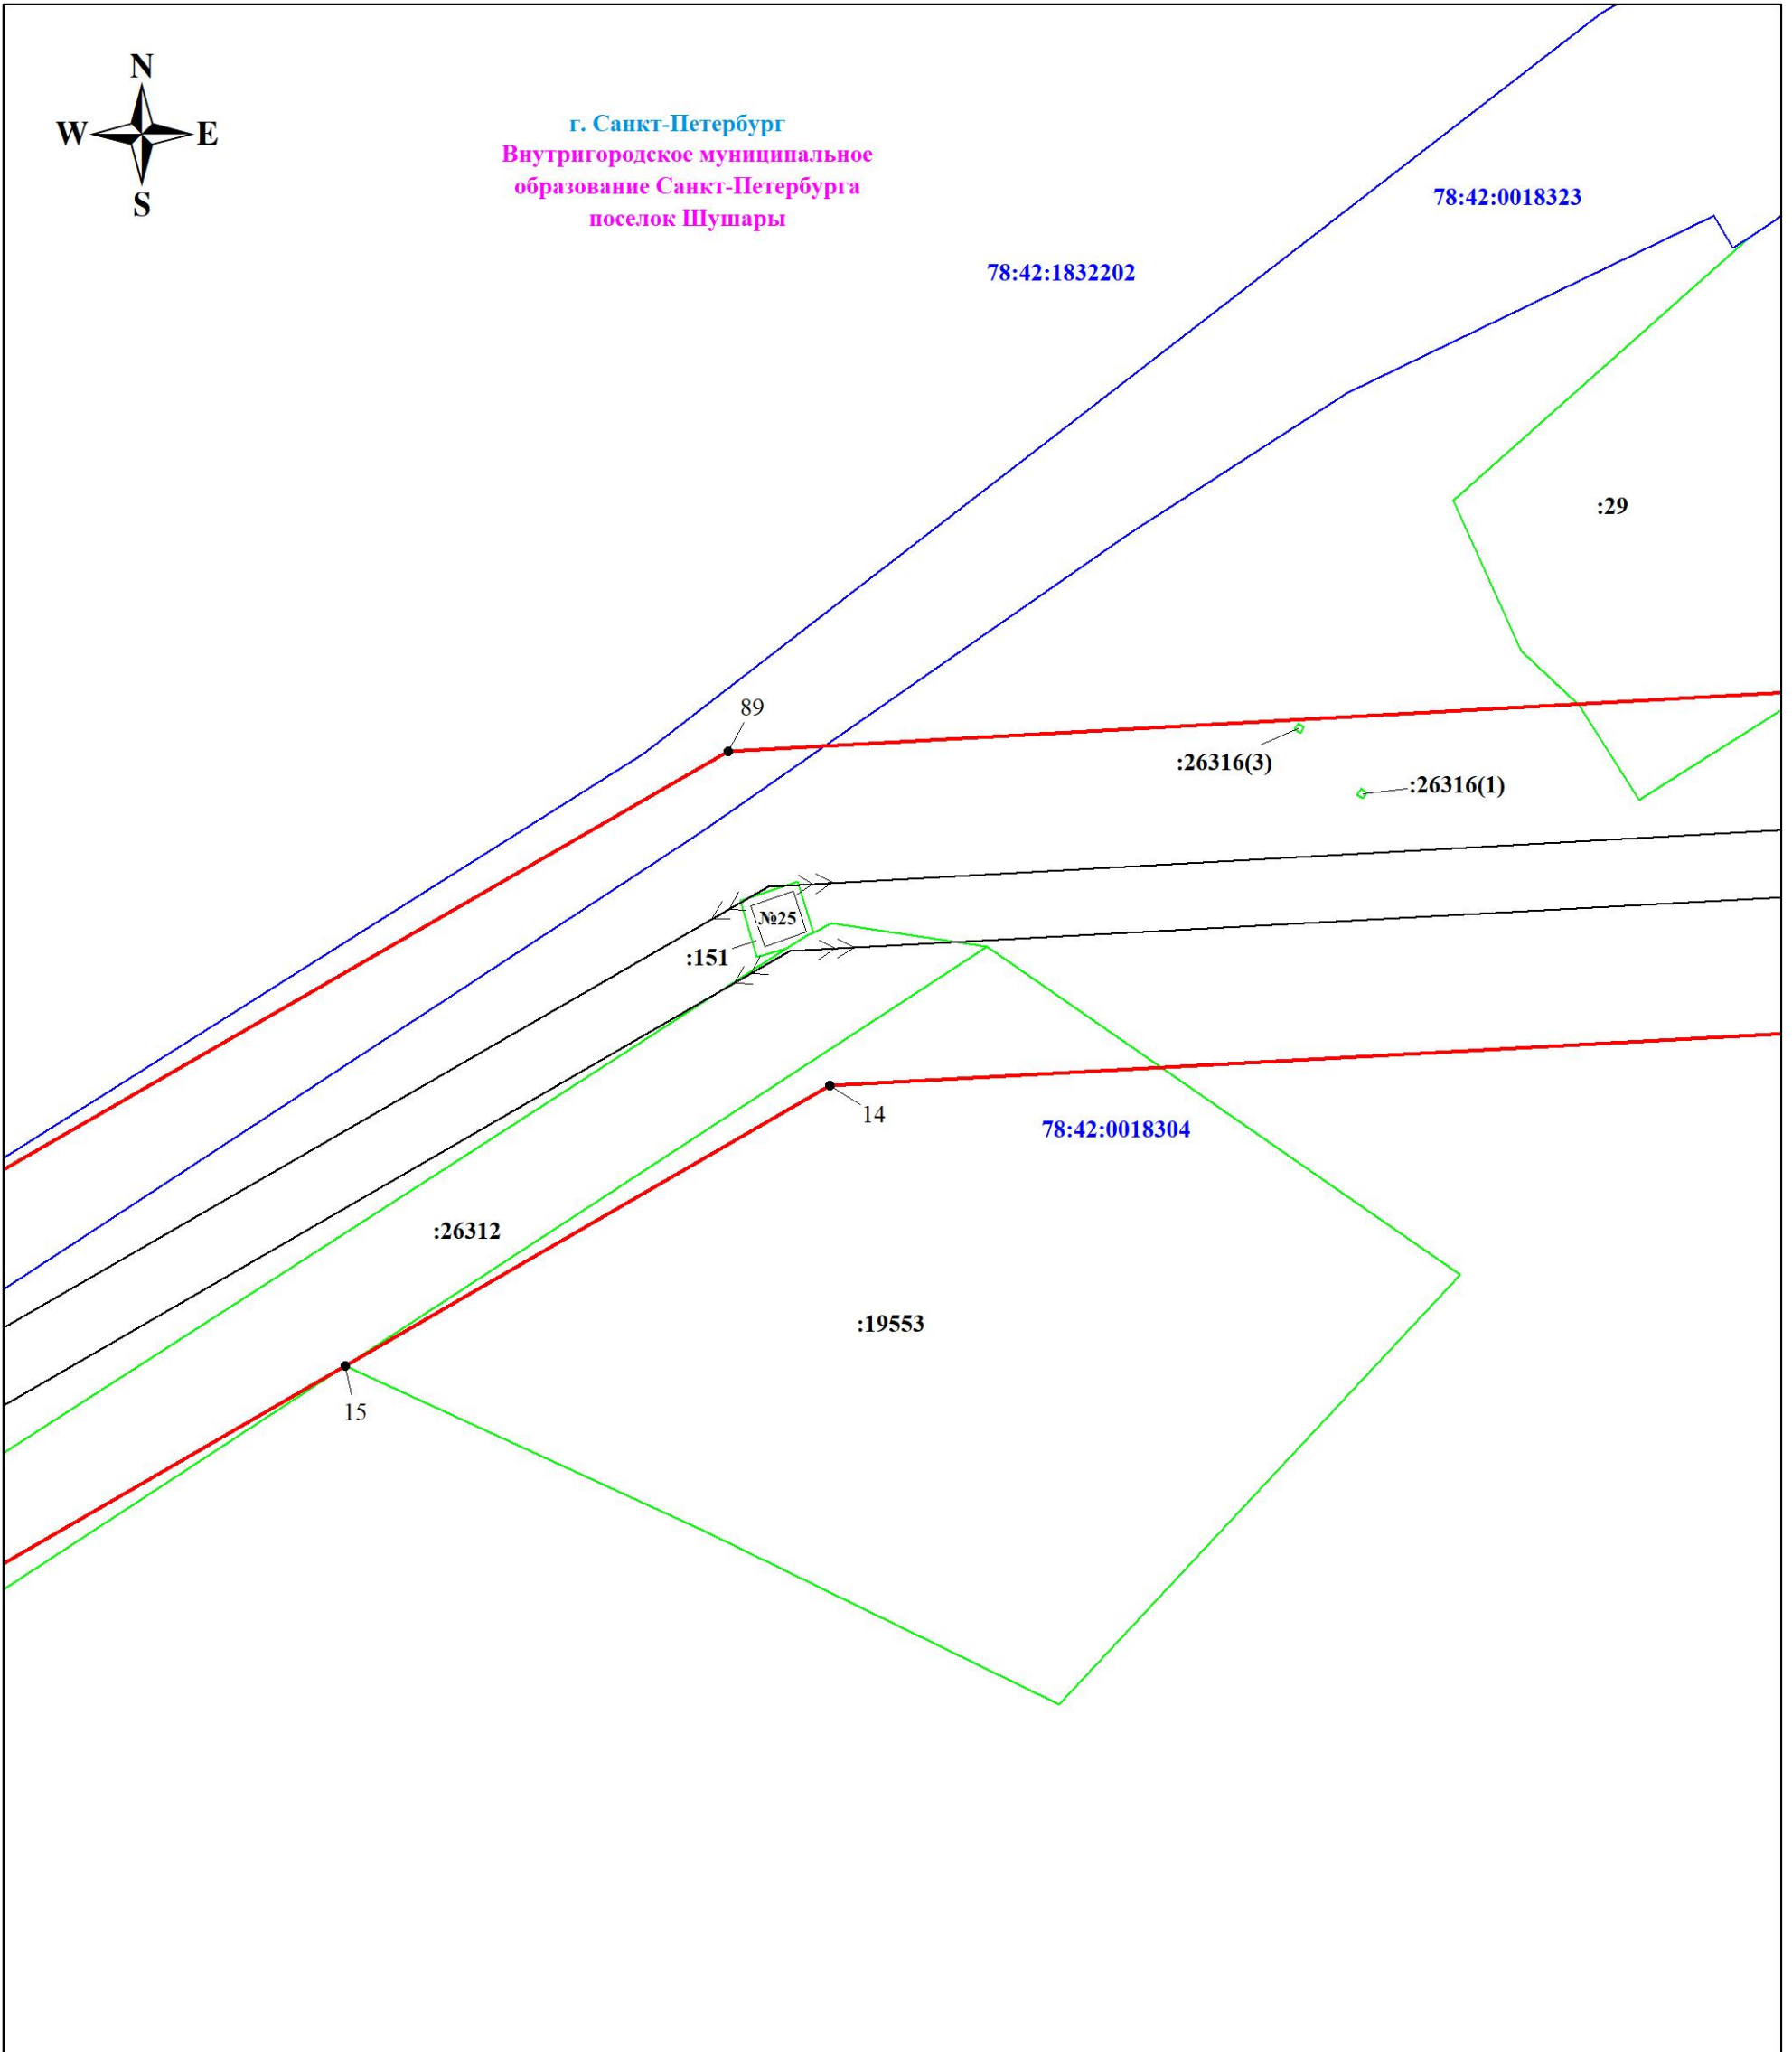 N
W E
S
г. Санкт-Петербург
Внутригородское муниципальное
образование Санкт-Петербурга
поселок Шушары
78:42:0018323
78:42:1832202
:29
89
:26316(3)
:26316(1)
№25
:151
14
78:42:0018304
:26312
:19553
15